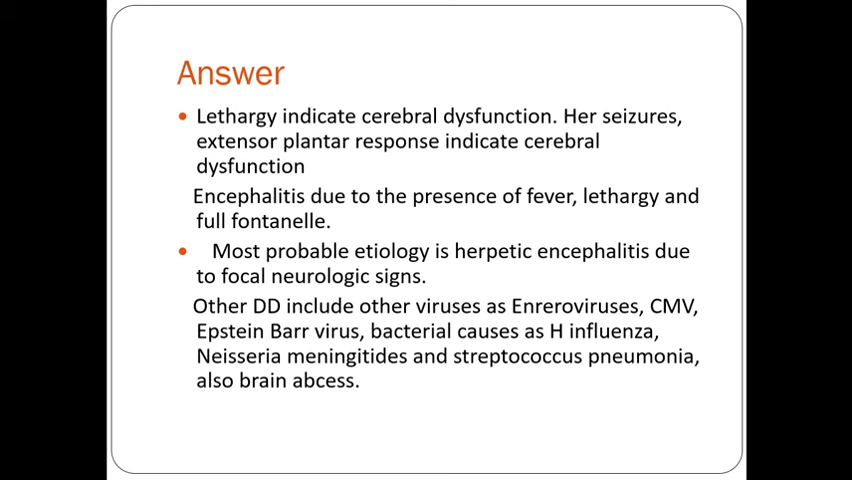 Answer
• Lethargy indicate cerebral dysfunction. Her seizures,
extensor plantar response indicate cerebral
dysfunction
Encephalitis due to the presence of fever, lethargy and
full fontanelle.
• Most probable etiology is herpetic encephalitis due
to focal neurologic signs.
Other DD include other viruses as Enreroviruses, CMV,
Epstein Barr virus, bacterial causes as H influenza,
Neisseria meningitides and streptococcus pneumonia,
also brain abcess.